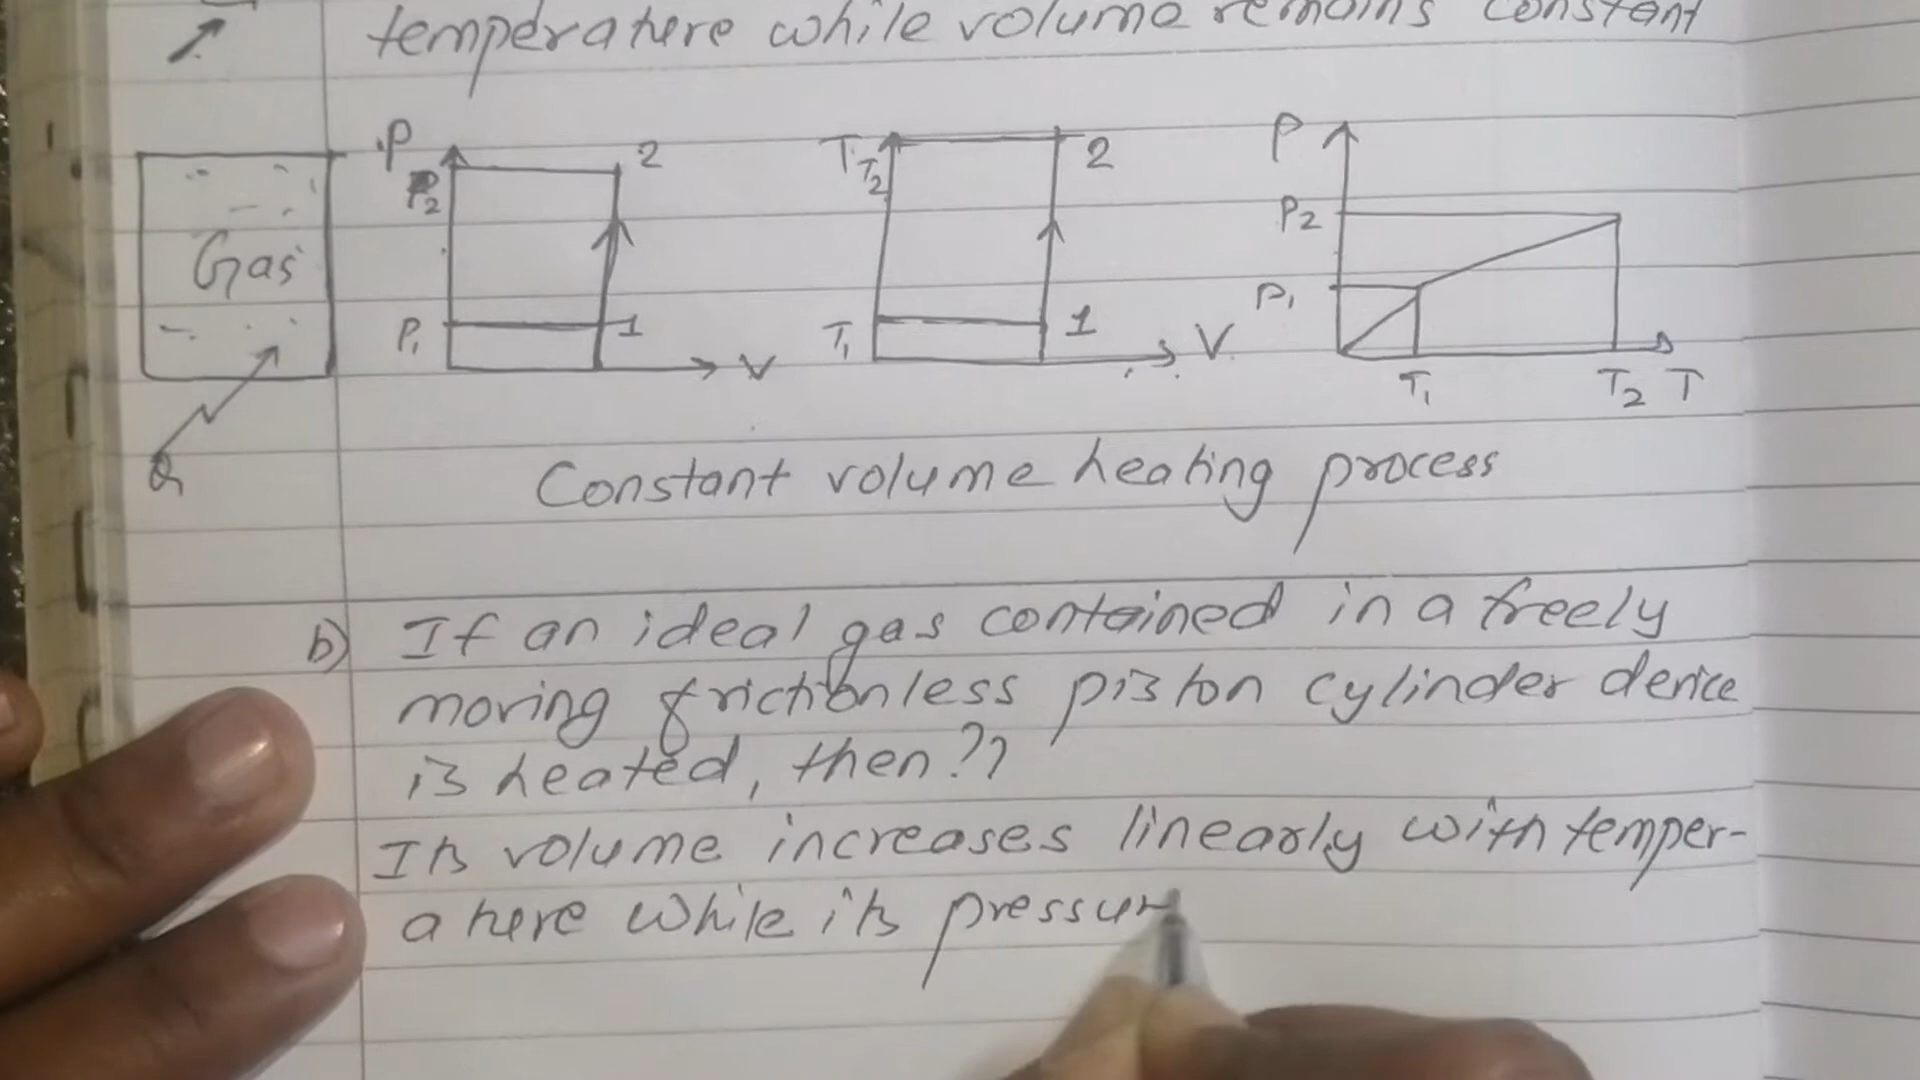 temperature while volume remains constant
P
P2
2
P1
1
V
T
T2
2
T1
1
V
P
P2
P1
T1
T2 T
Gas
Q
Constant volume heating process
b) If an ideal gas contained in a freely
moving frictionless piston cylinder device
is heated, then??
Its volume increases linearly with temper-
ature while its pressur